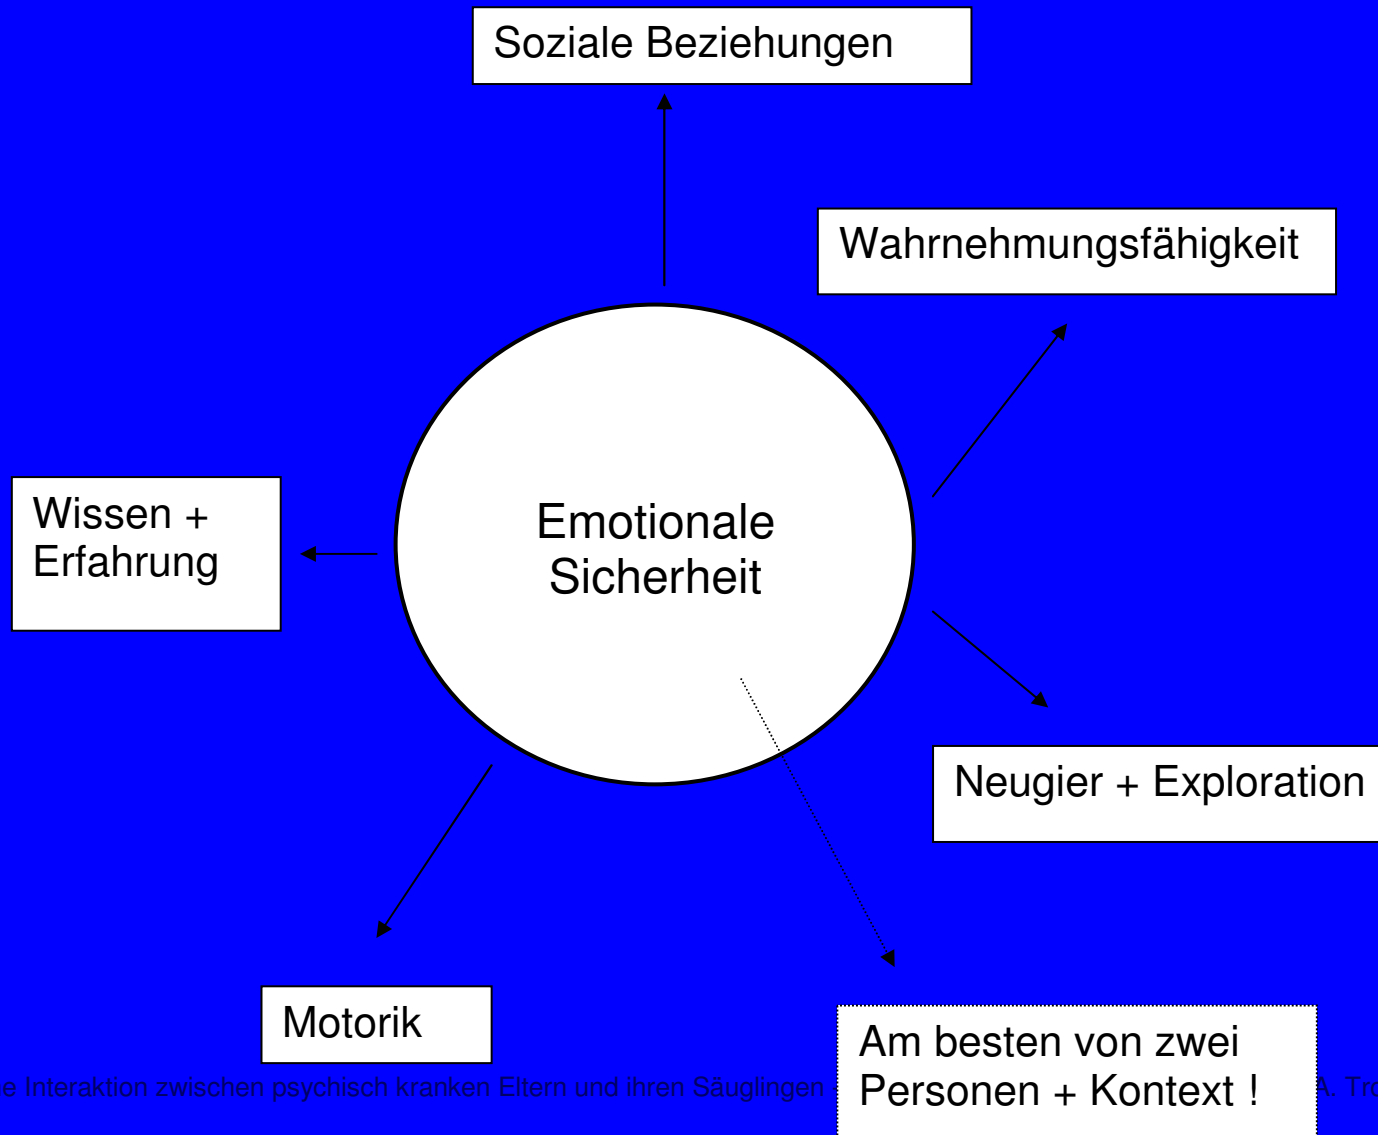 Soziale Beziehungen
Wahrnehmungsfähigkeit
Wissen +
Erfahrung
Emotionale
Sicherheit
Neugier + Exploration
Motorik
Am besten von zwei
Personen + Kontext !
Interaktion zwischen psychisch kranken Eltern und ihren Säuglingen